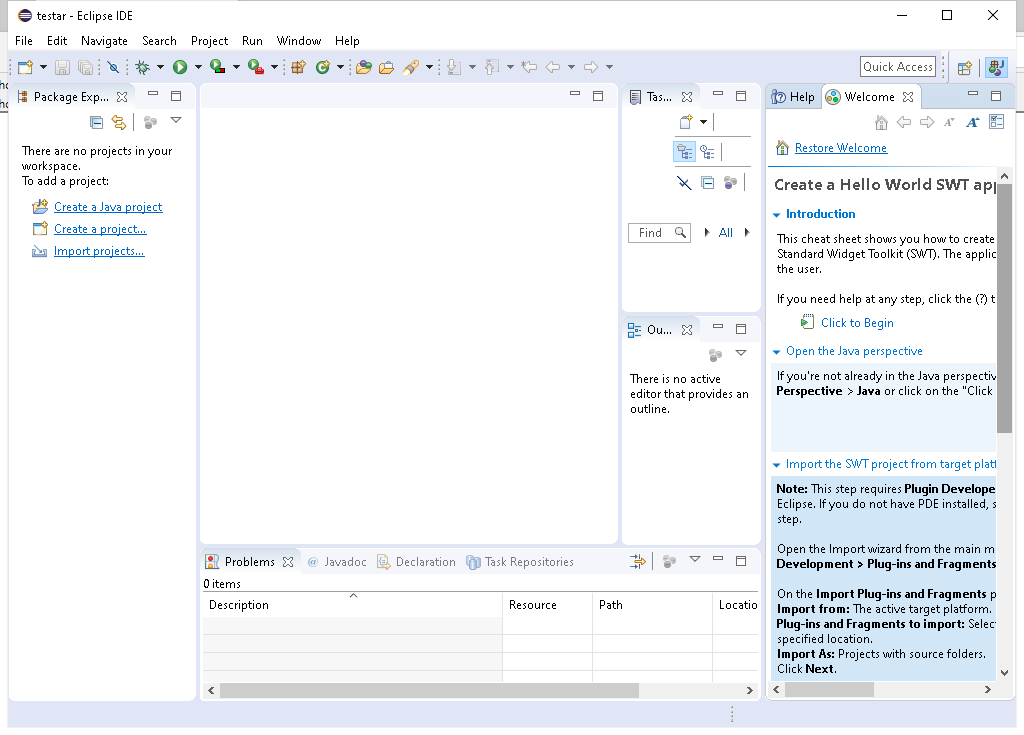 testar - Eclipse IDE
File Edit Navigate Search Project Run Window Help
Quick Access
Package Exp...
There are no projects in your
workspace.
To add a project:
Create a Java project
Create a project...
Import projects...
Tas...
Find
All
Ou...
There is no active
editor that provides an
outline.
Problems
@ Javadoc
Declaration
Task Repositories
0 items
Description
Resource
Path
Locatio
Help
Welcome
Restore Welcome
Create a Hello World SWT app
Introduction
This cheat sheet shows you how to create
Standard Widget Toolkit (SWT). The applic
the user.
If you need help at any step, click the (?) t
Click to Begin
Open the Java perspective
If you're not already in the Java perspectiv
Perspective > Java or click on the "Click
Import the SWT project from target platf
Note: This step requires Plugin Develope
Eclipse. If you do not have PDE installed, s
step.
Open the Import wizard from the main m
Development > Plug-ins and Fragments
On the Import Plug-ins and Fragments p
Import from: The active target platform.
Plug-ins and Fragments to import: Selec
specified location.
Import As: Projects with source folders.
Click Next.